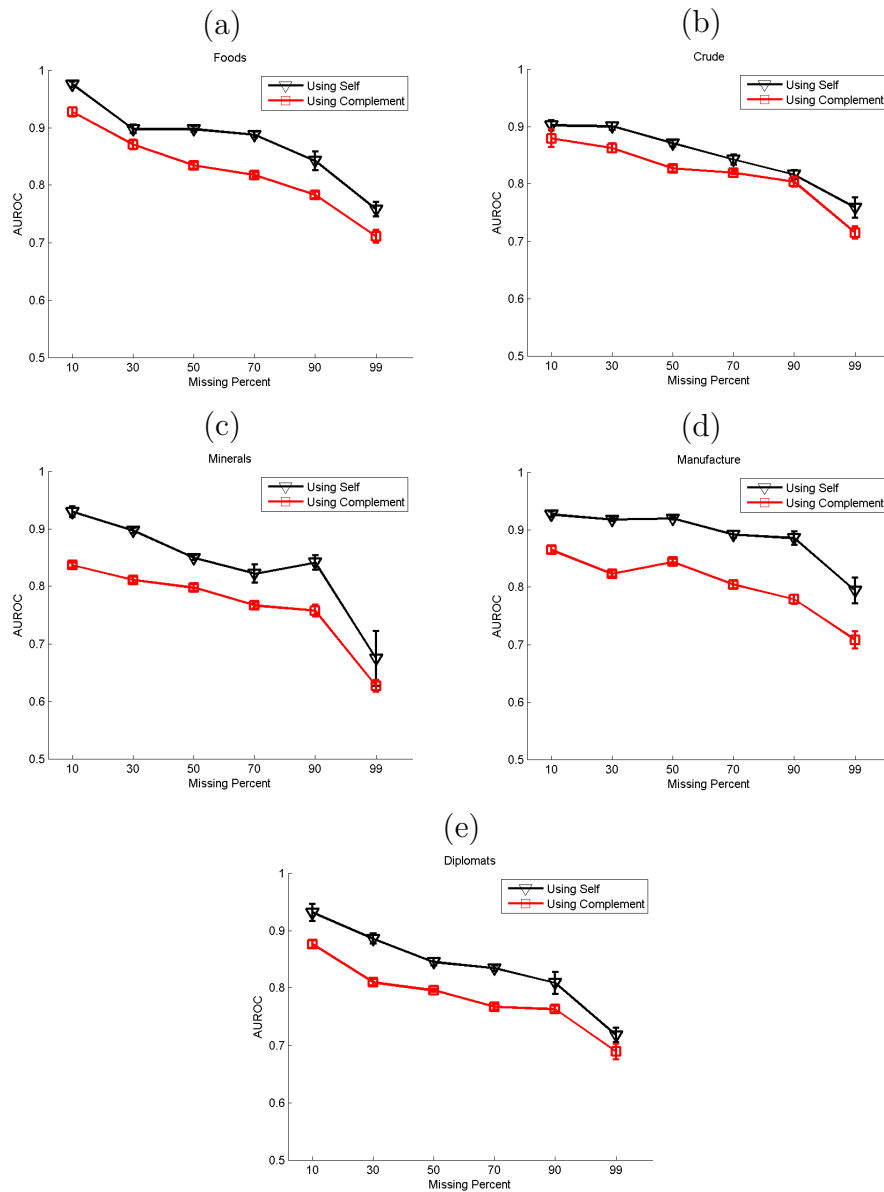 (a)
Foods
Using Self
Using Complement
1
0.9
0.8
0.7
0.6
0.5
AUROC
10 30 50 70 90 99
Missing Percent
(b)
Crude
Using Self
Using Complement
1
0.9
0.8
0.7
0.6
0.5
AUROC
10 30 50 70 90 99
Missing Percent
(c)
Minerals
Using Self
Using Complement
1
0.9
0.8
0.7
0.6
0.5
AUROC
10 30 50 70 90 99
Missing Percent
(d)
Manufacture
Using Self
Using Complement
1
0.9
0.8
0.7
0.6
0.5
AUROC
10 30 50 70 90 99
Missing Percent
(e)
Diplomats
Using Self
Using Complement
1
0.9
0.8
0.7
0.6
0.5
AUROC
10 30 50 70 90 99
Missing Percent